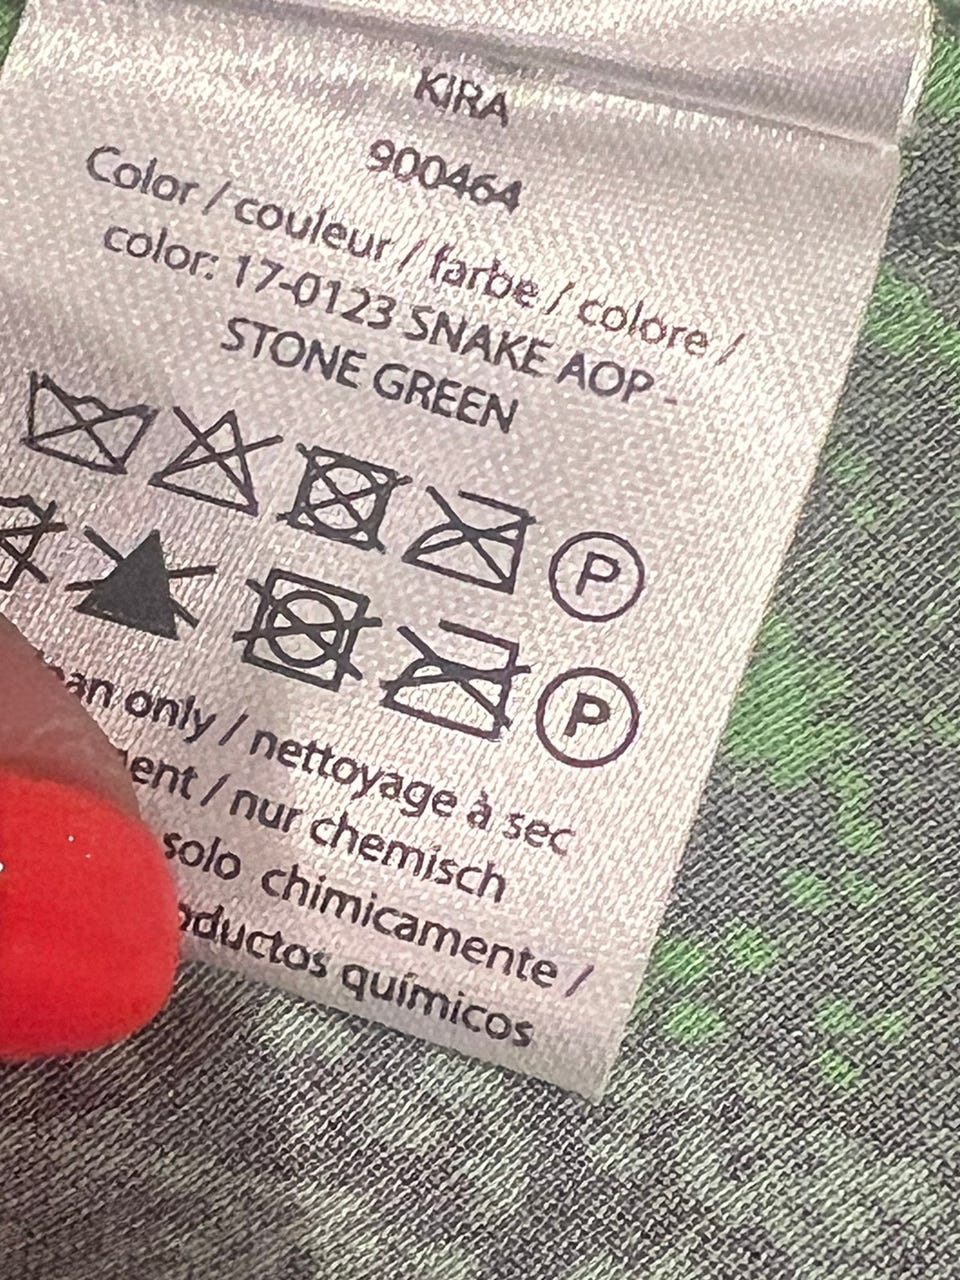 KIRA
900464
Color / couleur / farbe / colore /
color: 17-0123 SNAKE AOP -
STONE GREEN
P
P
only / nettoyage à sec
/ nur chemisch
solo chimicamente /
químicos